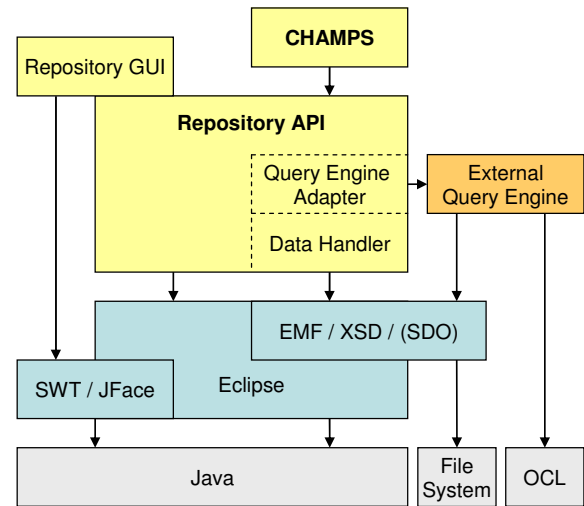 CHAMPS
Repository GUI
Repository API
Query Engine
Adapter
External
Query Engine
Data Handler
EMF / XSD / (SDO)
SWT / JFace
Eclipse
Java
File
System
OCL